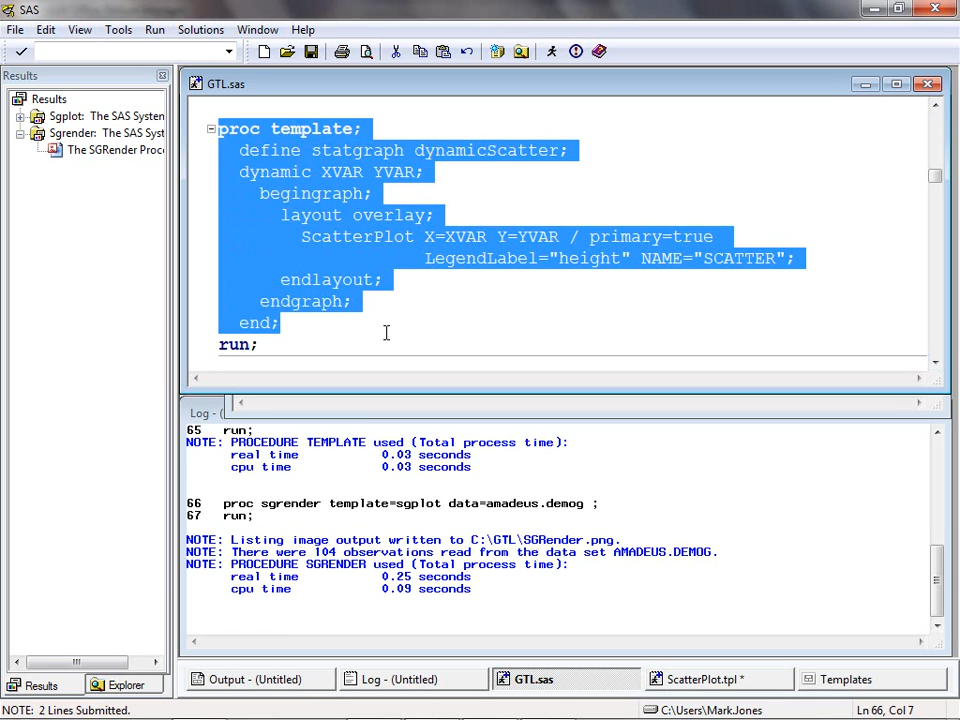 SAS
File Edit View Tools Run Solutions Window Help
Results
Results
Sgplot: The SAS System
Sgrender: The SAS Syst
The SGRender Proc
GTL.sas
proc template;
define statgraph dynamicScatter;
dynamic XVAR YVAR;
begingraph;
layout overlay;
ScatterPlot X=XVAR Y=YVAR / primary=true
LegendLabel="height" NAME="SCATTER";
endlayout;
endgraph;
end;
run;
Log - (
65 run;
NOTE: PROCEDURE TEMPLATE used (Total process time):
real time 0.03 seconds
cpu time 0.03 seconds
66 proc sgrender template=sgplot data=amadeus.demog ;
67 run;
NOTE: Listing image output written to C:\GTL\SGRender.png.
NOTE: There were 104 observations read from the data set AMADEUS.DEMOG.
NOTE: PROCEDURE SGRENDER used (Total process time):
real time 0.25 seconds
cpu time 0.09 seconds
Results Explorer
Output - (Untitled) Log - (Untitled) GTL.sas ScatterPlot.tpl * Templates
NOTE: 2 Lines Submitted. C:\Users\Mark.Jones Ln 66, Col 7